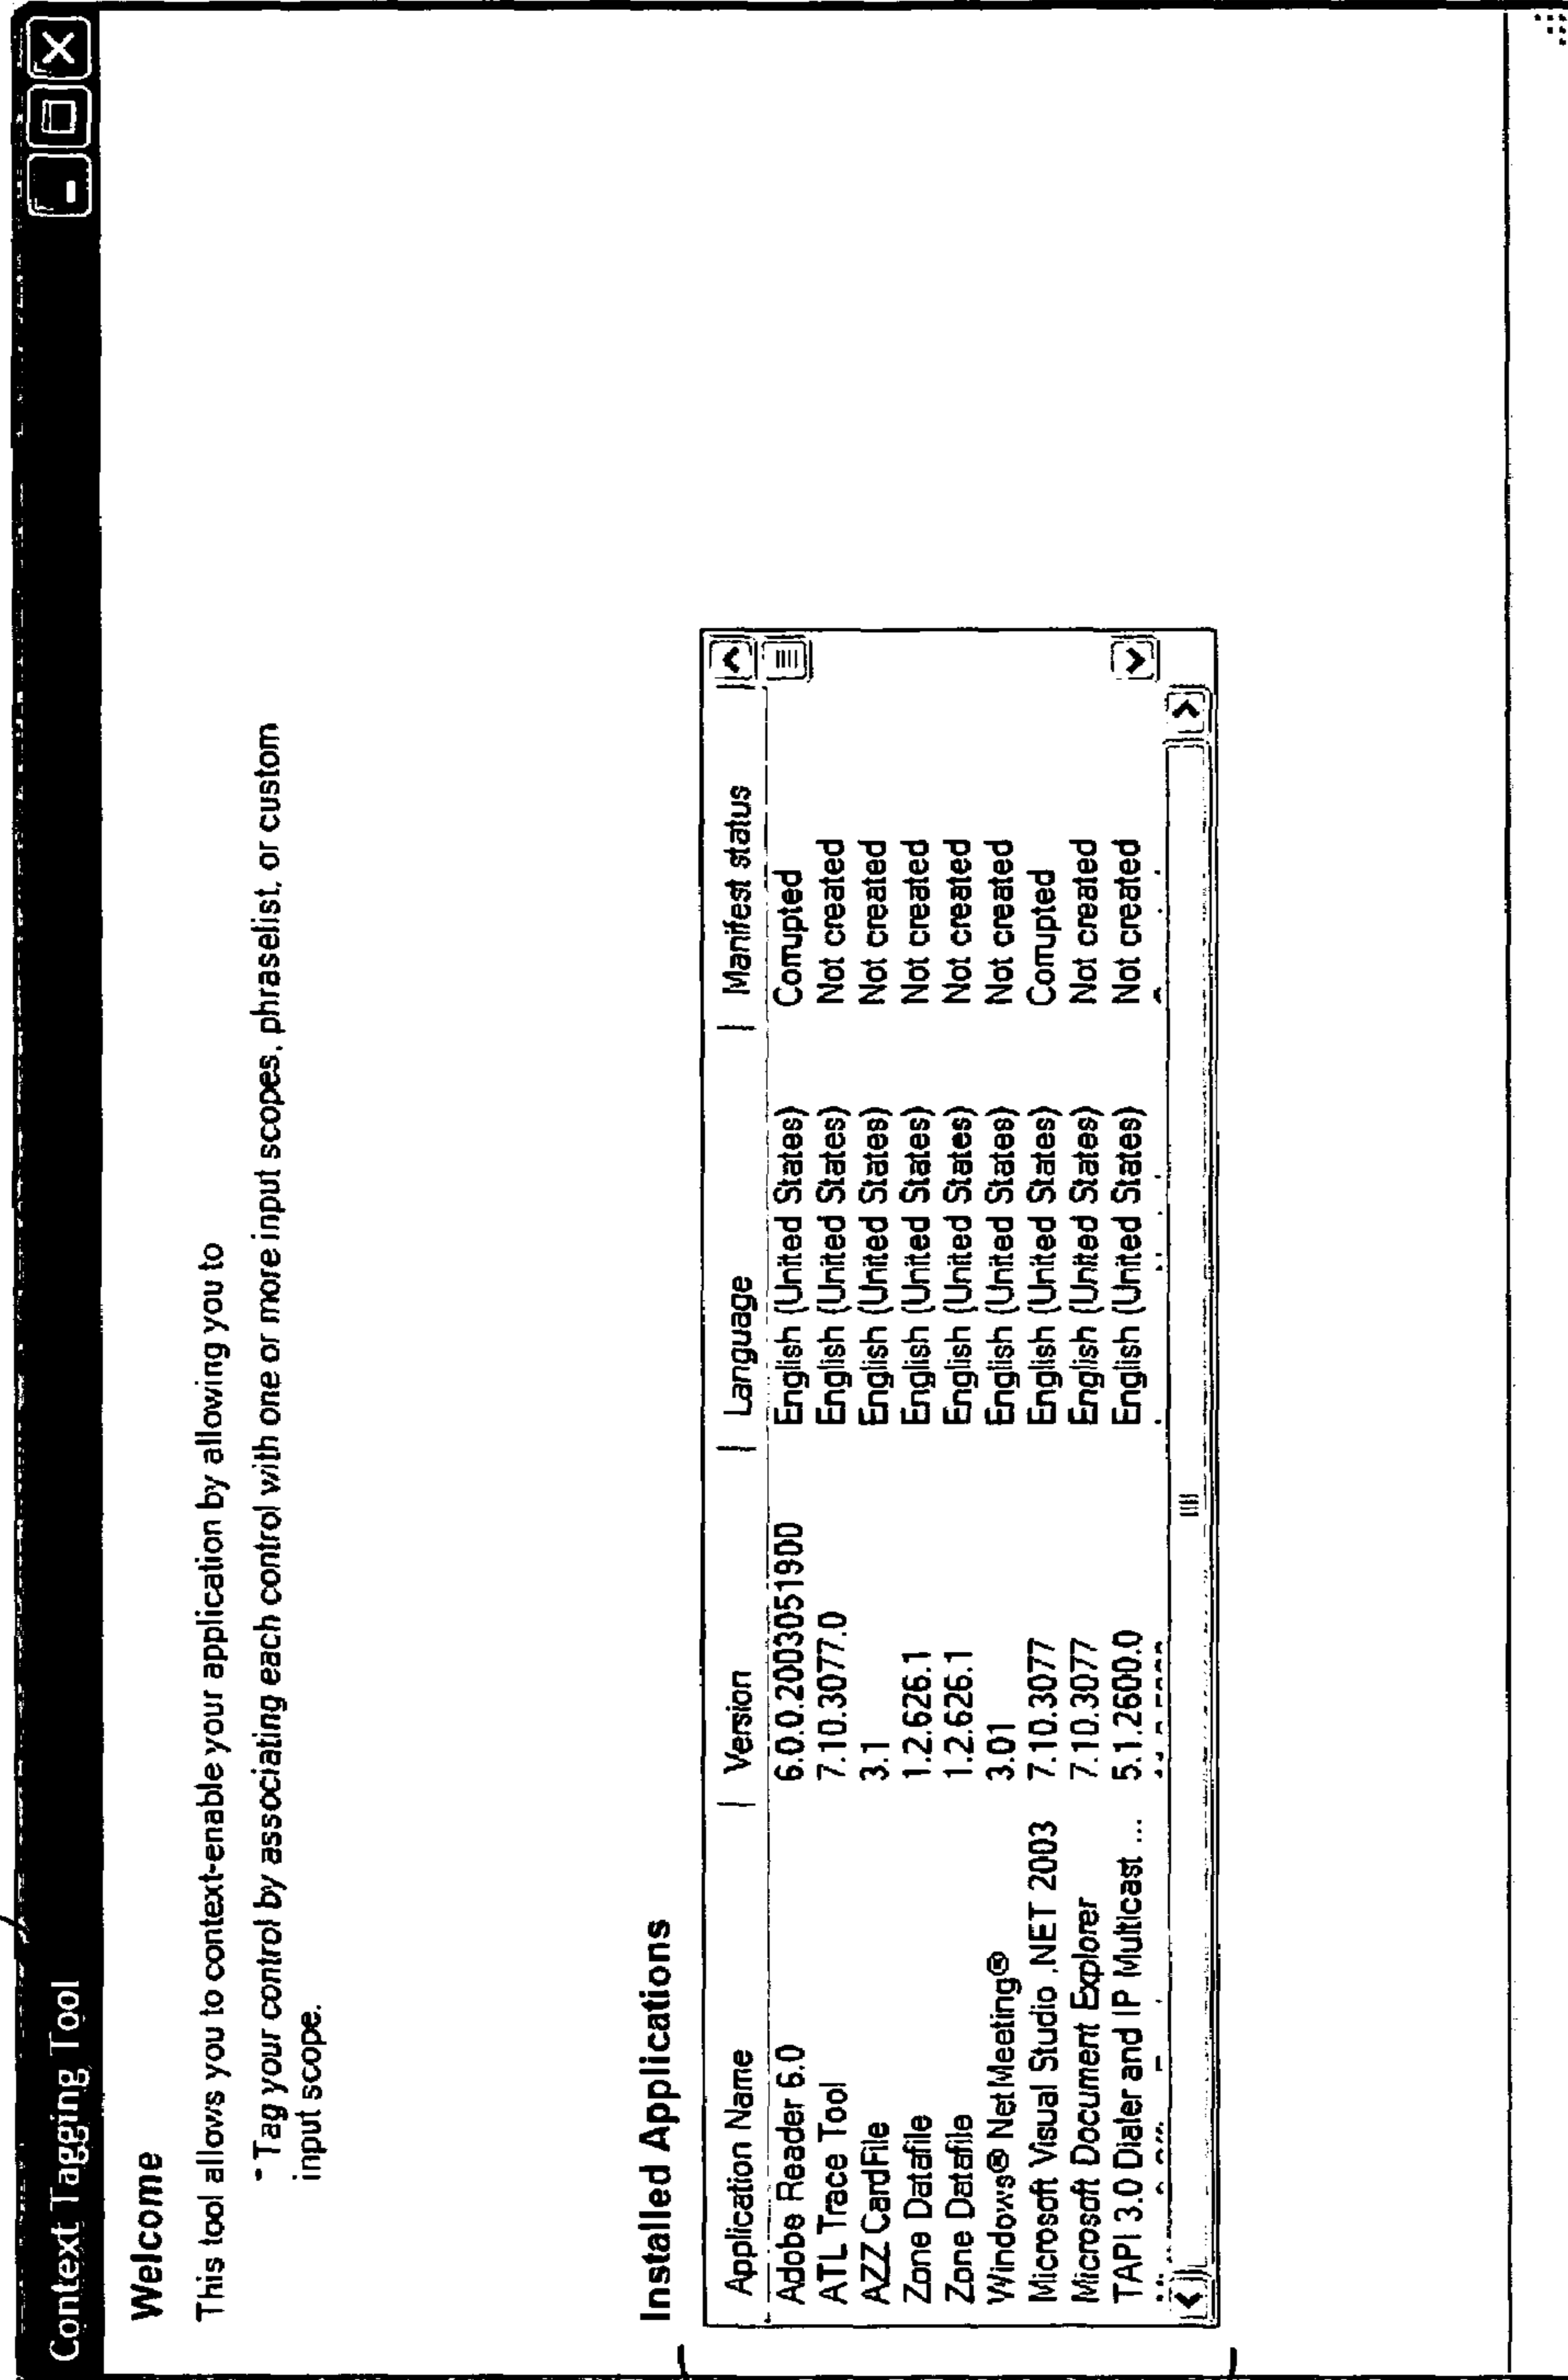 Context Tagging Tool
Welcome
This tool allows you to context-enable your application by allowing you to
- Tag your control by associating each control with one or more input scopes, phraselist, or custom
input scope.
Installed Applications
Application Name | Version | Language | Manifest status
Adobe Reader 6.0 6.0.0.2003051900 English (United States) Corrupted
ATL Trace Tool 7.10.3077.0 English (United States) Not created
AZZ CardFile 3.1 English (United States) Not created
Zone Datafile 1.2.626.1 English (United States) Not created
Zone Datafile 1.2.626.1 English (United States) Not created
Windows® NetMeeting® 3.01 English (United States) Not created
Microsoft Visual Studio .NET 2003 7.10.3077 English (United States) Corrupted
Microsoft Document Explorer 7.10.3077 English (United States) Not created
TAPI 3.0 Dialer and IP Multicast ... 5.1.2600.0 English (United States) Not created